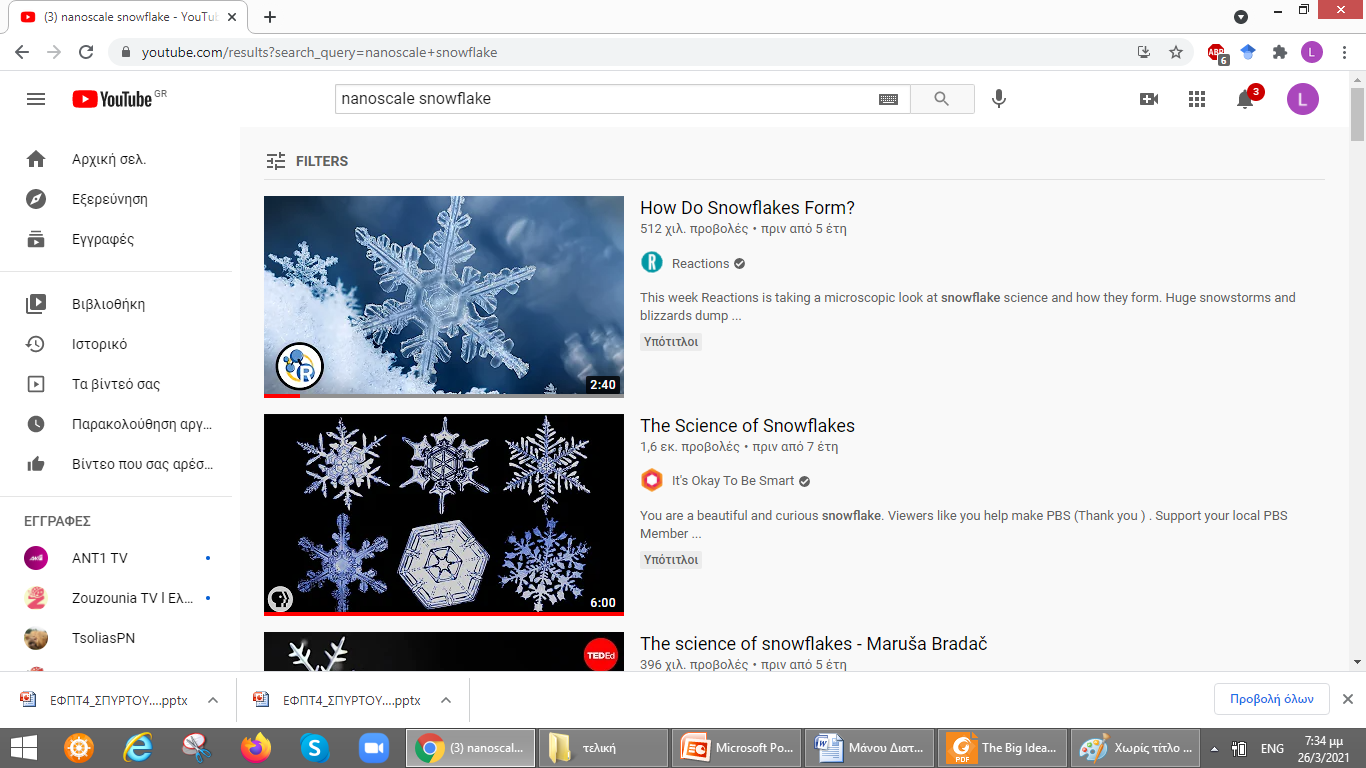 (3) nanoscale snowflake - YouTub
youtube.com/results?search_query=nanoscale+snowflake
ABP
6
L
YouTube GR
nanoscale snowflake
3
L
Αρχική σελ.
Εξερεύνηση
Εγγραφές
Βιβλιοθήκη
Ιστορικό
Τα βίντεό σας
Παρακολούθηση αργ...
Βίντεο που σας αρέσ...
ΕΓΓΡΑΦΕΣ
ANT1 TV
Zouzounia TV l Ελ...
TsoliasPN
FILTERS
R
2:40
How Do Snowflakes Form?
512 χιλ. προβολές • πριν από 5 έτη
R
Reactions
This week Reactions is taking a microscopic look at snowflake science and how they form. Huge snowstorms and
blizzards dump ...
Υπότιτλοι
6:00
The Science of Snowflakes
1,6 εκ. προβολές • πριν από 7 έτη
It's Okay To Be Smart
You are a beautiful and curious snowflake. Viewers like you help make PBS (Thank you ) . Support your local PBS
Member ...
Υπότιτλοι
TEDEd
The science of snowflakes - Maruša Bradač
396 χιλ. προβολές • πριν από 5 έτη
ΕΦΠΤ4_ΣΠΥΡΤΟΥ....pptx
ΕΦΠΤ4_ΣΠΥΡΤΟΥ....pptx
Προβολή όλων
(3) nanoscal...
τελική
Microsoft Po...
Μάνου Διατ...
PDF
The Big Idea...
Χωρίς τίτλο ...
ENG
7:34 μμ
26/3/2021